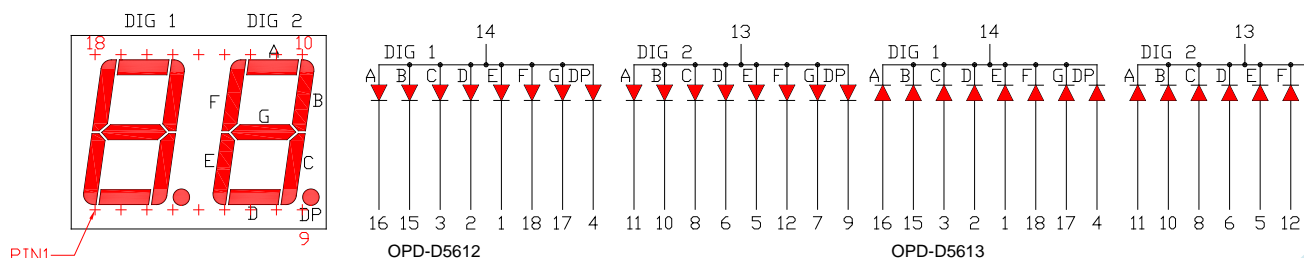 DIG 1 DIG 2
18 10
A
F B
G
E C
D DP
9
PIN1
14
DIG 1
A B C D E F G DP
16 15 3 2 1 18 17 4
13
DIG 2
A B C D E F G DP
11 10 8 6 5 12 7 9
OPD-D5612
14
DIG 1
A B C D E F G DP
16 15 3 2 1 18 17 4
13
DIG 2
A B C D E F
11 10 8 6 5 12
OPD-D5613